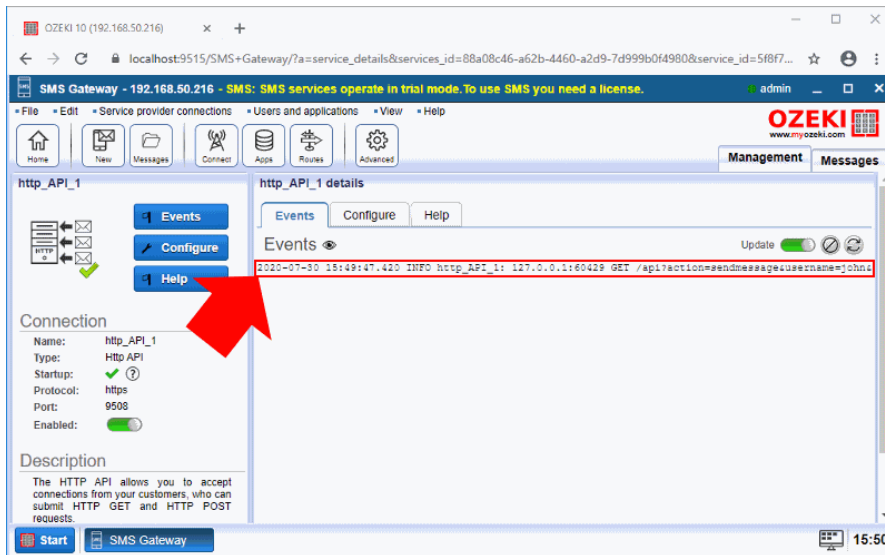 OZEKI 10 (192.168.50.216)
localhost:9515/SMS+Gateway/?a=service_details&services_id=88a08c46-a62b-4460-a2d9-7d999b0f4980&service_id=5f8f7...
SMS Gateway - 192.168.50.216 - SMS: SMS services operate in trial mode.To use SMS you need a license.
admin
File Edit Service provider connections Users and applications View Help
OZEKI
www.myozeki.com
Home New Messages Connect Apps Routes Advanced
Management Messages
http_API_1
http_API_1 details
Events
Configure
Help
Events Configure Help
Events
Update
2020-07-30 15:49:47.420 INFO http_API_1: 127.0.0.1:60429 GET /api?action=sendmessage&username=john&
HTTP
Connection
Name: http_API_1
Type: Http API
Startup: ?
Protocol: https
Port: 9508
Enabled:
Description
The HTTP API allows you to accept
connections from your customers, who can
submit HTTP GET and HTTP POST
requests.
Start SMS Gateway
15:50